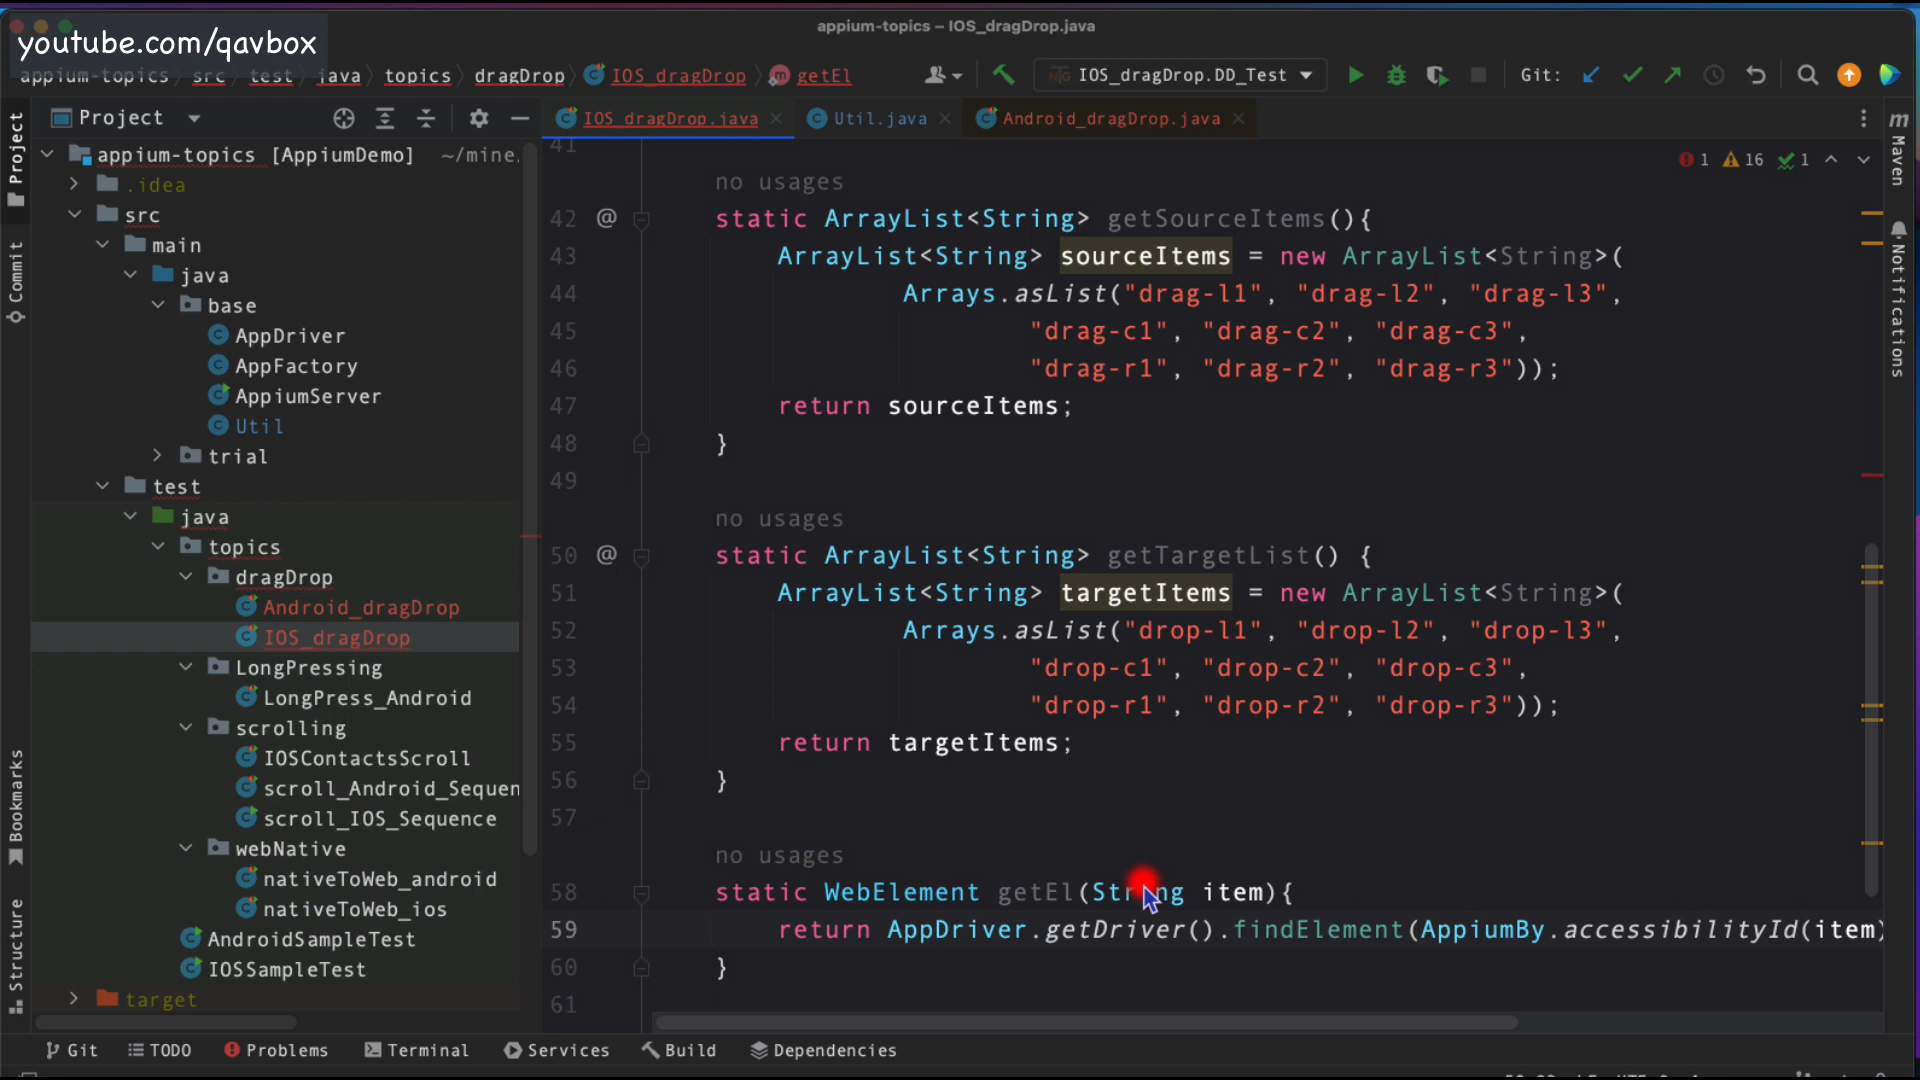 appium-topics – IOS_dragDrop.java
youtube.com/qavbox
appium-topics src test java topics dragDrop IOS_dragDrop getEl IOS_dragDrop.DD_Test Git:
Project
IOS_dragDrop.java Util.java Android_dragDrop.java
Project
Commit
Bookmarks
Structure
appium-topics [AppiumDemo] ~/mine.
.idea
src
main
java
base
AppDriver
AppFactory
AppiumServer
Util
trial
test
java
topics
dragDrop
Android_dragDrop
IOS_dragDrop
LongPressing
LongPress_Android
scrolling
IOSContactsScroll
scroll_Android_Sequen
scroll_IOS_Sequence
webNative
nativeToWeb_android
nativeToWeb_ios
AndroidSampleTest
IOSSampleTest
target
1 16 1
41
no usages
42 @ static ArrayList<String> getSourceItems(){
43 ArrayList<String> sourceItems = new ArrayList<String>(
44 Arrays.asList("drag-l1", "drag-l2", "drag-l3",
45 "drag-c1", "drag-c2", "drag-c3",
46 "drag-r1", "drag-r2", "drag-r3"));
47 return sourceItems;
48 }
49
no usages
50 @ static ArrayList<String> getTargetList() {
51 ArrayList<String> targetItems = new ArrayList<String>(
52 Arrays.asList("drop-l1", "drop-l2", "drop-l3",
53 "drop-c1", "drop-c2", "drop-c3",
54 "drop-r1", "drop-r2", "drop-r3"));
55 return targetItems;
56 }
57
no usages
58 static WebElement getEl(String item){
59 return AppDriver.getDriver().findElement(AppiumBy.accessibilityId(item)
60 }
61
m Maven
Notifications
Git TODO Problems Terminal Services Build Dependencies